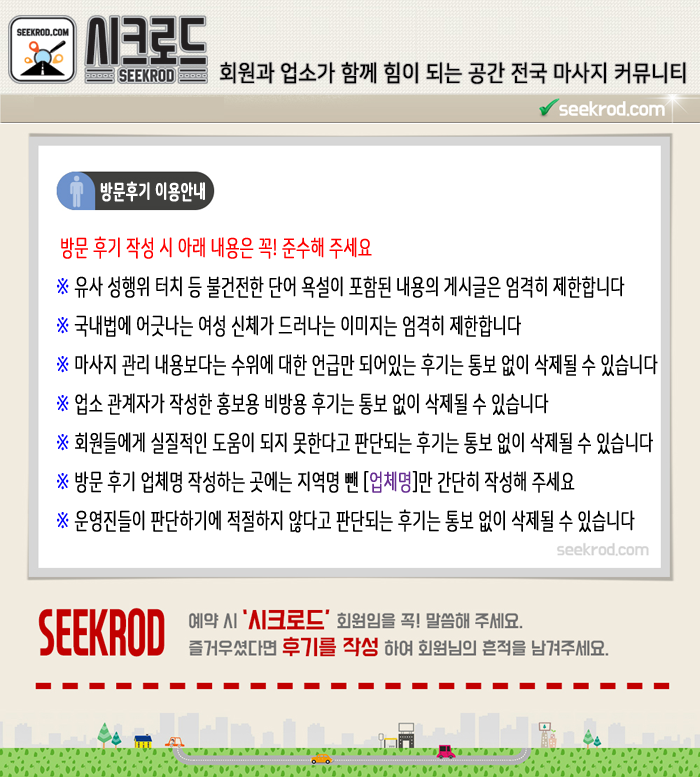 SEEKROD.COM
시크로드
SEEKROD
회원과 업소가 함께 힘이 되는 공간 전국 마사지 커뮤니티
seekrod.com
방문후기 이용안내
방문 후기 작성 시 아래 내용은 꼭! 준수해 주세요
※ 유사 성행위 터치 등 불건전한 단어 욕설이 포함된 내용의 게시글은 엄격히 제한합니다
※ 국내법에 어긋나는 여성 신체가 드러나는 이미지는 엄격히 제한합니다
※ 마사지 관리 내용보다는 수위에 대한 언급만 되어있는 후기는 통보 없이 삭제될 수 있습니다
※ 업소 관계자가 작성한 홍보용 비방용 후기는 통보 없이 삭제될 수 있습니다
※ 회원들에게 실질적인 도움이 되지 못한다고 판단되는 후기는 통보 없이 삭제될 수 있습니다
※ 방문 후기 업체명 작성하는 곳에는 지역명 뺀 [업체명]만 간단히 작성해 주세요
※ 운영진들이 판단하기에 적절하지 않다고 판단되는 후기는 통보 없이 삭제될 수 있습니다
seekrod.com
SEEKROD
예약 시 '시크로드' 회원임을 꼭! 말씀해 주세요.
즐거우셨다면 후기를 작성 하여 회원님의 흔적을 남겨주세요.